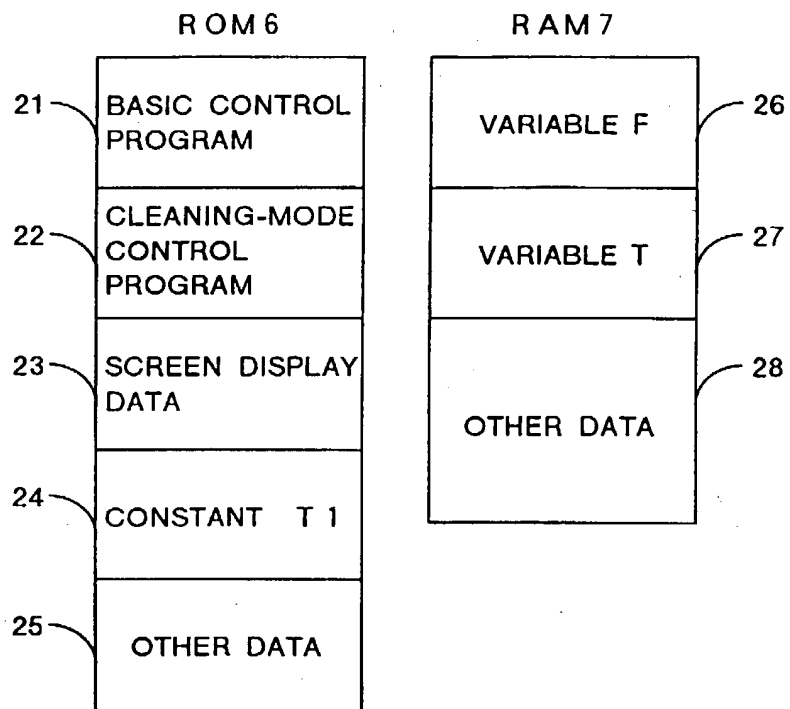 ROM6
21
BASIC CONTROL
PROGRAM
22
CLEANING-MODE
CONTROL
PROGRAM
23
SCREEN DISPLAY
DATA
24
CONSTANT T1
25
OTHER DATA
RAM7
VARIABLE F
26
VARIABLE T
27
OTHER DATA
28